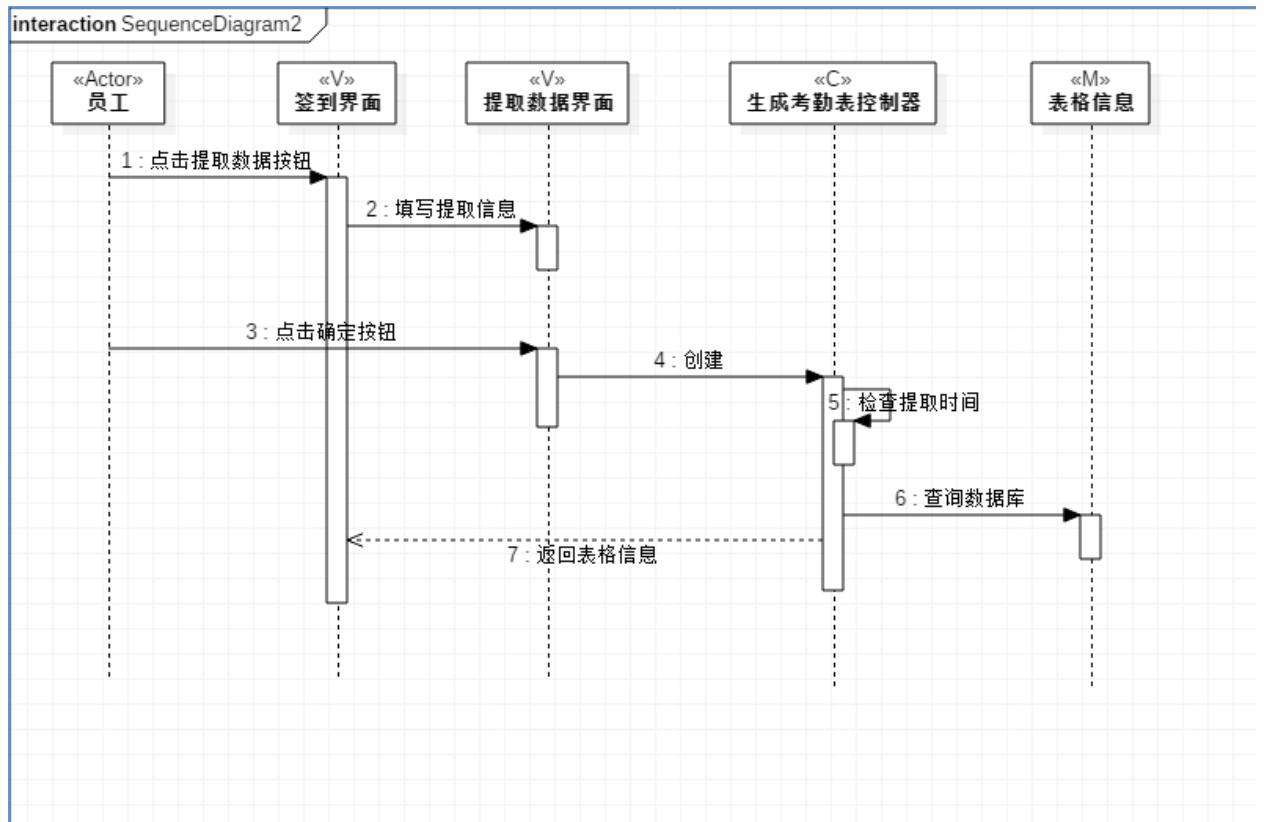 interaction SequenceDiagram2
«Actor»
员工
«V»
签到界面
«V»
提取数据界面
«C»
生成考勤表控制器
«M»
表格信息
1 : 点击提取数据按钮
2 : 填写提取信息
3 : 点击确定按钮
4 : 创建
5 : 检查提取时间
6 : 查询数据库
7 : 返回表格信息